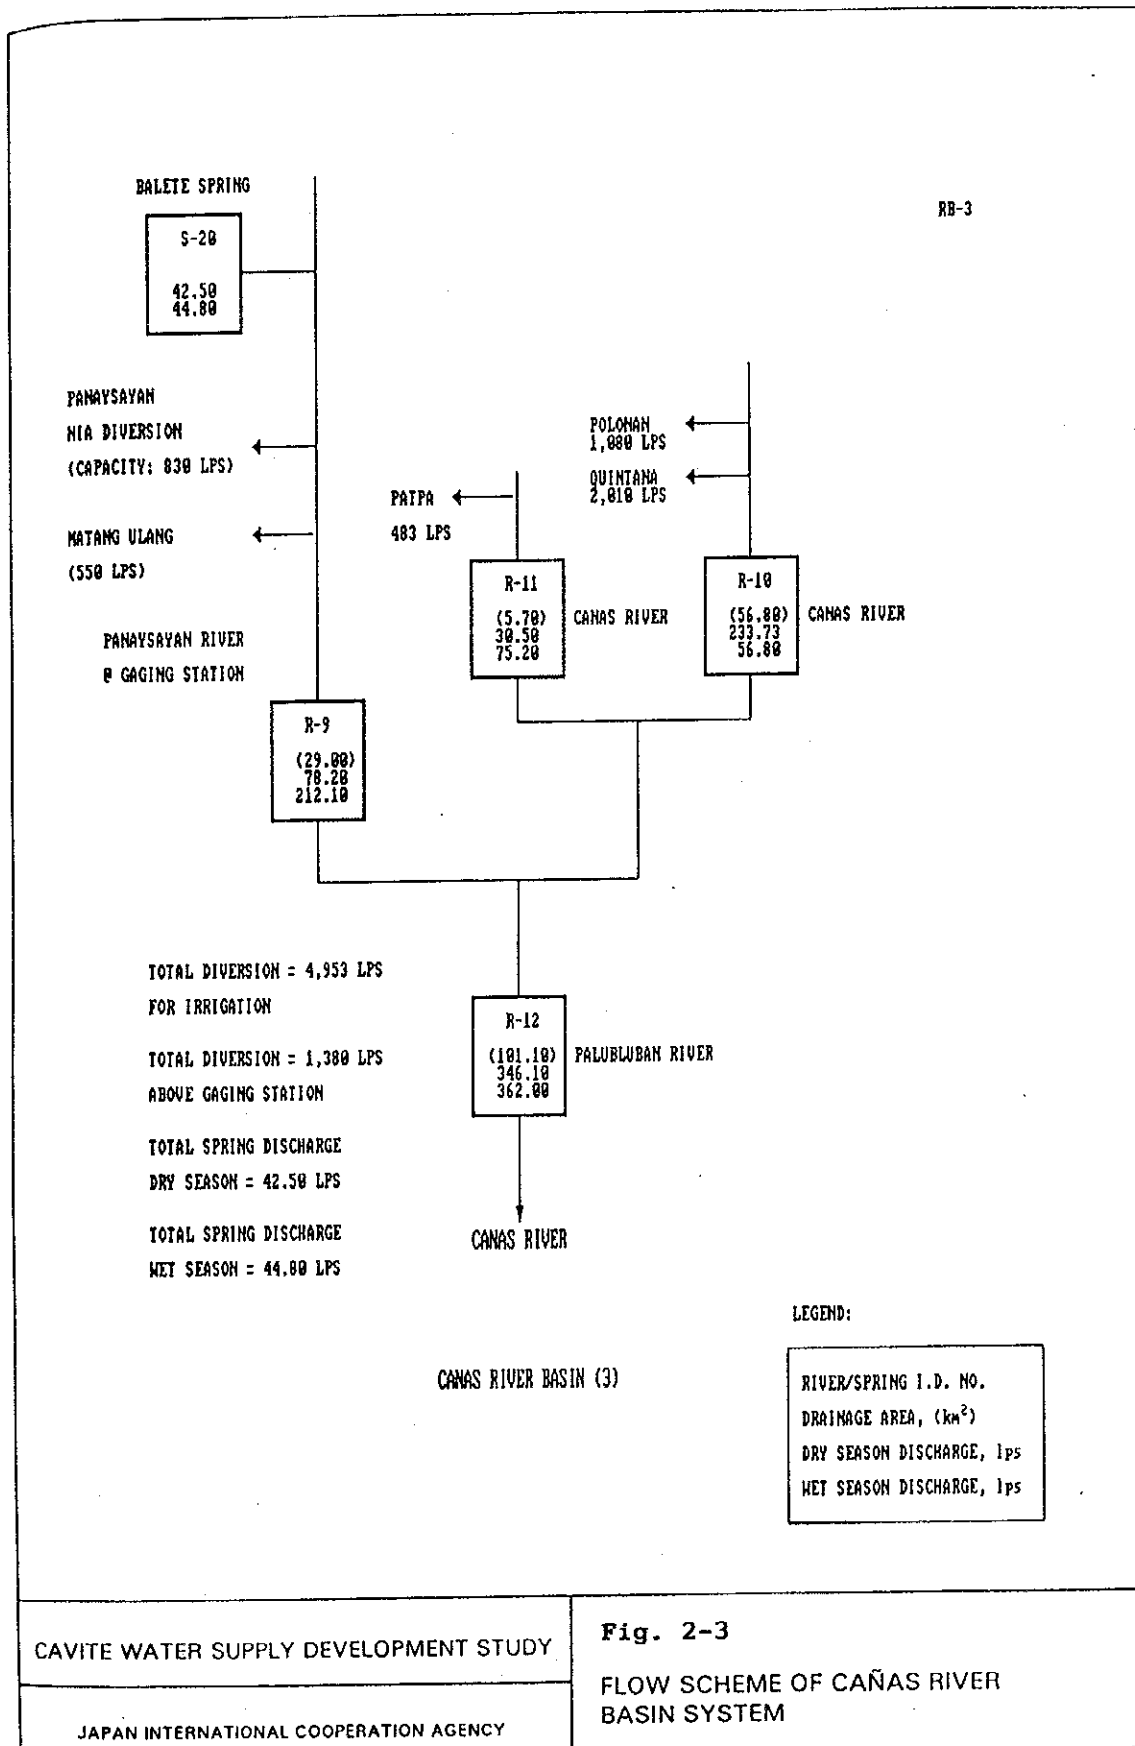 BALETE SPRING
RB-3
S-20
42.50
44.80
PANAYSAYAN
NIA DIVERSION
(CAPACITY: 830 LPS)
MATANG ULANG
(550 LPS)
PANAYSAYAN RIVER
@ GAGING STATION
R-9
(29.00)
78.20
212.10
PATPA
483 LPS
R-11
(5.70)
30.50
75.20
CANAS RIVER
POLONAN
1,080 LPS
QUINTANA
2,010 LPS
R-10
(56.80)
233.73
56.80
CANAS RIVER
TOTAL DIVERSION = 4,953 LPS
FOR IRRIGATION
TOTAL DIVERSION = 1,380 LPS
ABOVE GAGING STATION
TOTAL SPRING DISCHARGE
DRY SEASON = 42.50 LPS
TOTAL SPRING DISCHARGE
WET SEASON = 44.80 LPS
R-12
(101.10)
346.10
362.00
PALUBLUBAN RIVER
CANAS RIVER
CANAS RIVER BASIN (3)
LEGEND:
RIVER/SPRING I.D. NO.
DRAINAGE AREA, (km²)
DRY SEASON DISCHARGE, lps
WET SEASON DISCHARGE, lps
CAVITE WATER SUPPLY DEVELOPMENT STUDY
JAPAN INTERNATIONAL COOPERATION AGENCY
Fig. 2-3
FLOW SCHEME OF CAÑAS RIVER
BASIN SYSTEM